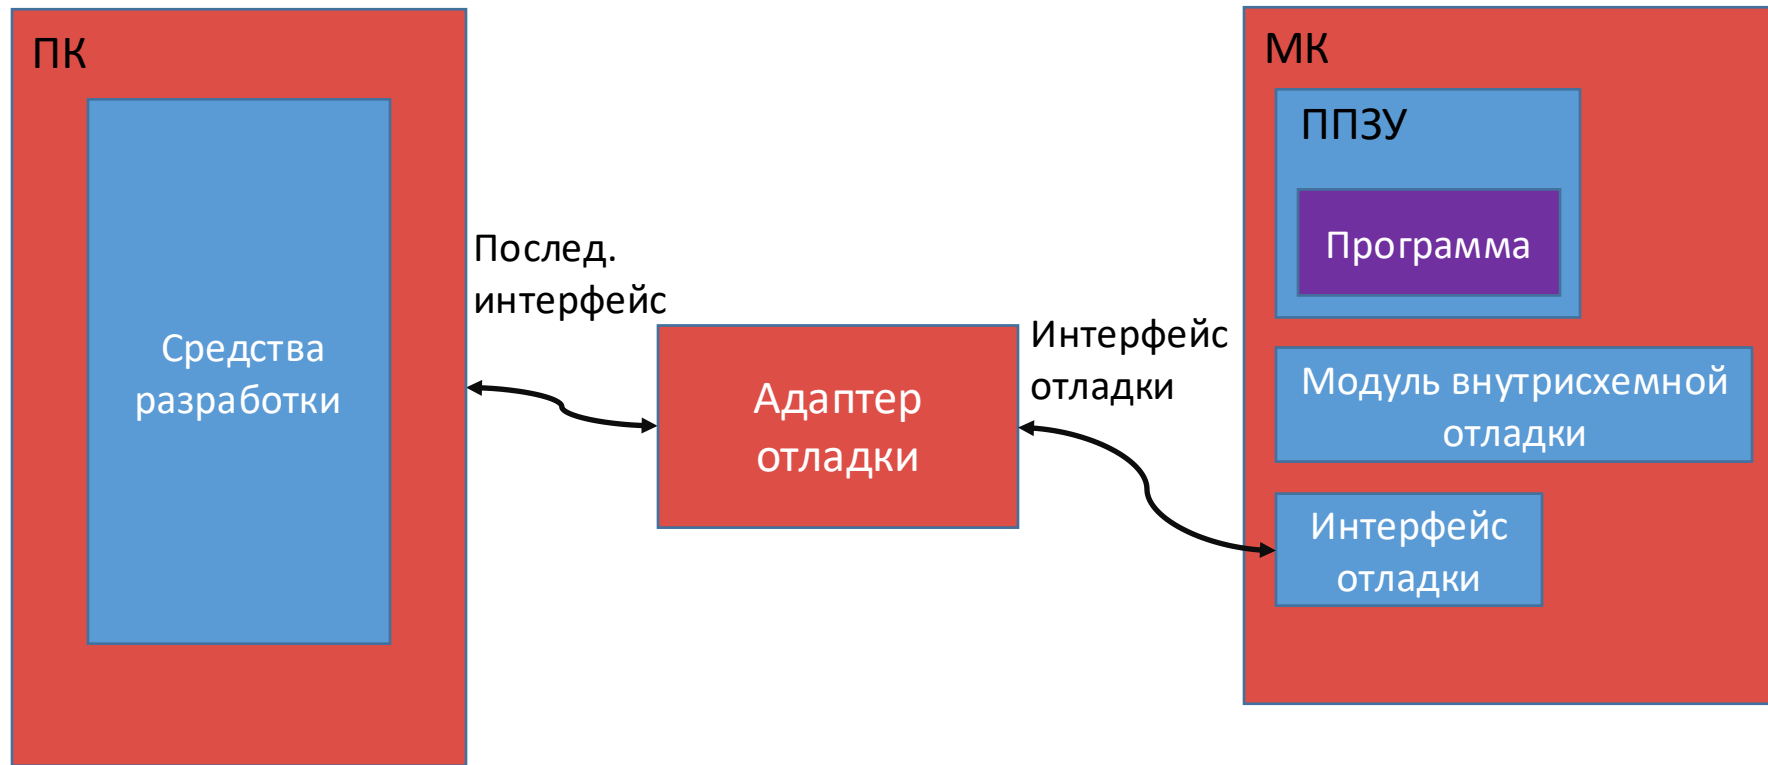 ПК
Средства
разработки
Послед.
интерфейс
Адаптер
отладки
Интерфейс
отладки
МК
ППЗУ
Программа
Модуль внутрисхемной
отладки
Интерфейс
отладки